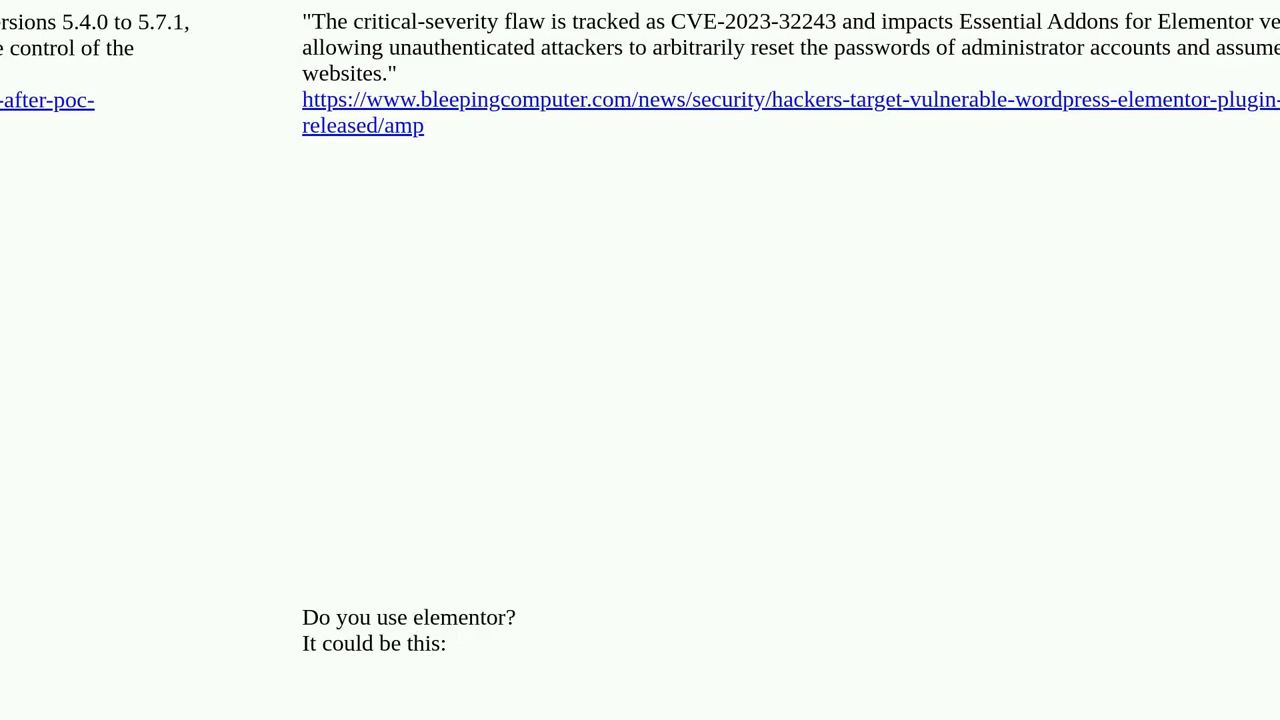 rsions 5.4.0 to 5.7.1,
e control of the
-after-poc-
"The critical-severity flaw is tracked as CVE-2023-32243 and impacts Essential Addons for Elementor ve
allowing unauthenticated attackers to arbitrarily reset the passwords of administrator accounts and assume
websites."
https://www.bleepingcomputer.com/news/security/hackers-target-vulnerable-wordpress-elementor-plugin-
released/amp
Do you use elementor?
It could be this: